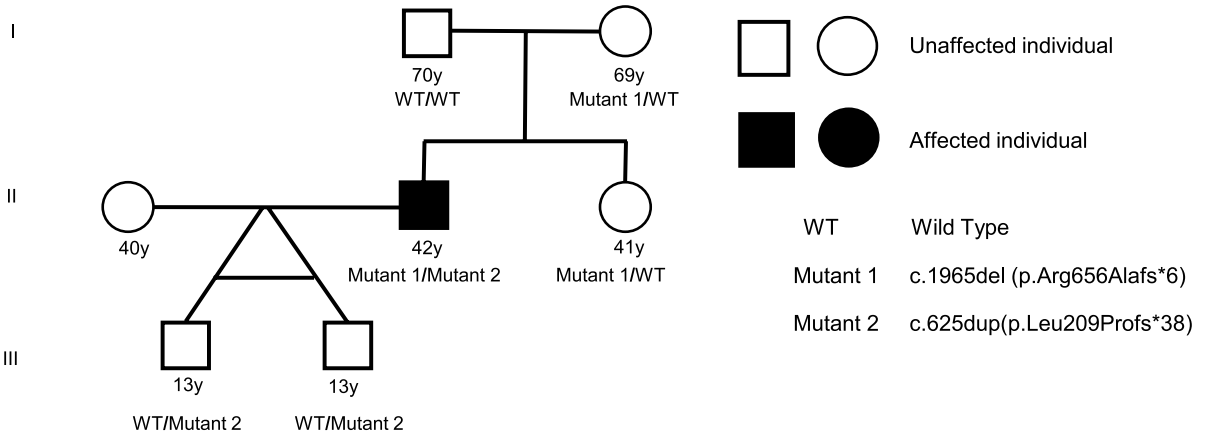 I
70y
WT/WT
69y
Mutant 1/WT
Unaffected individual
Affected individual
II
40y
42y
Mutant 1/Mutant 2
41y
Mutant 1/WT
WT Wild Type
Mutant 1 c.1965del (p.Arg656Alafs*6)
Mutant 2 c.625dup(p.Leu209Profs*38)
III
13y
WT/Mutant 2
13y
WT/Mutant 2